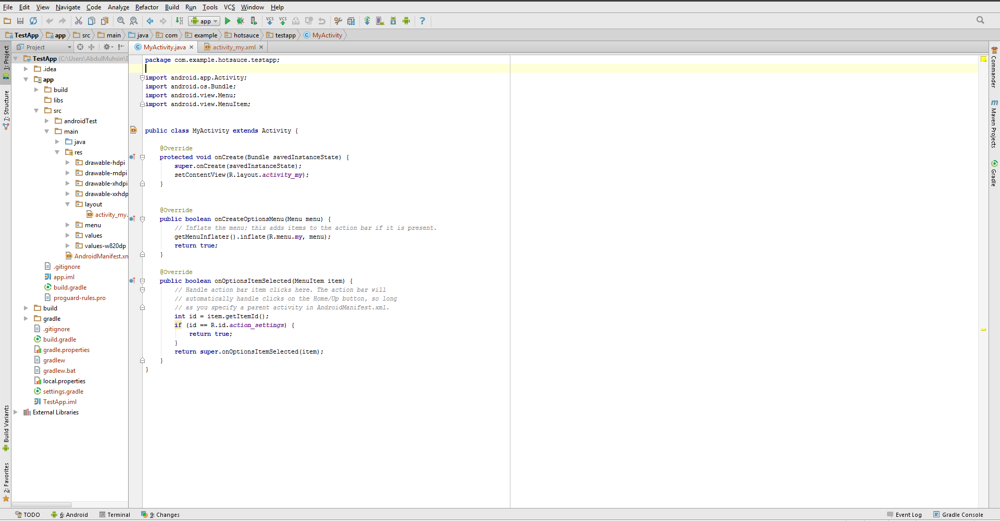 File Edit View Navigate Code Analyze Refactor Build Run Tools VCS Window Help
app VCS VCS ?
TestApp app src main java com example hotsauce testapp MyActivity
Project
MyActivity.java
activity_my.xml
1: Project
7: Structure
Build Variants
2: Favorites
TestApp (C:\Users\AbdulMuhsin\
.idea
app
build
libs
src
androidTest
main
java
res
drawable-hdpi
drawable-mdpi
drawable-xhdpi
drawable-xxhdp
layout
activity_my.
menu
values
values-w820dp
AndroidManifest.xn
.gitignore
app.iml
build.gradle
proguard-rules.pro
build
gradle
.gitignore
build.gradle
gradle.properties
gradlew
gradlew.bat
local.properties
settings.gradle
TestApp.iml
External Libraries
package com.example.hotsauce.testapp;
import android.app.Activity;
import android.os.Bundle;
import android.view.Menu;
import android.view.MenuItem;
public class MyActivity extends Activity {
@Override
protected void onCreate(Bundle savedInstanceState) {
super.onCreate(savedInstanceState);
setContentView(R.layout.activity_my);
}
@Override
public boolean onCreateOptionsMenu(Menu menu) {
// Inflate the menu; this adds items to the action bar if it is present.
getMenuInflater().inflate(R.menu.my, menu);
return true;
}
@Override
public boolean onOptionsItemSelected(MenuItem item) {
// Handle action bar item clicks here. The action bar will
// automatically handle clicks on the Home/Up button, so long
// as you specify a parent activity in AndroidManifest.xml.
int id = item.getItemId();
if (id == R.id.action_settings) {
return true;
}
return super.onOptionsItemSelected(item);
}
}
Commander
m Maven Projects
Gradle
TODO 6: Android Terminal 9: Changes
Event Log Gradle Console